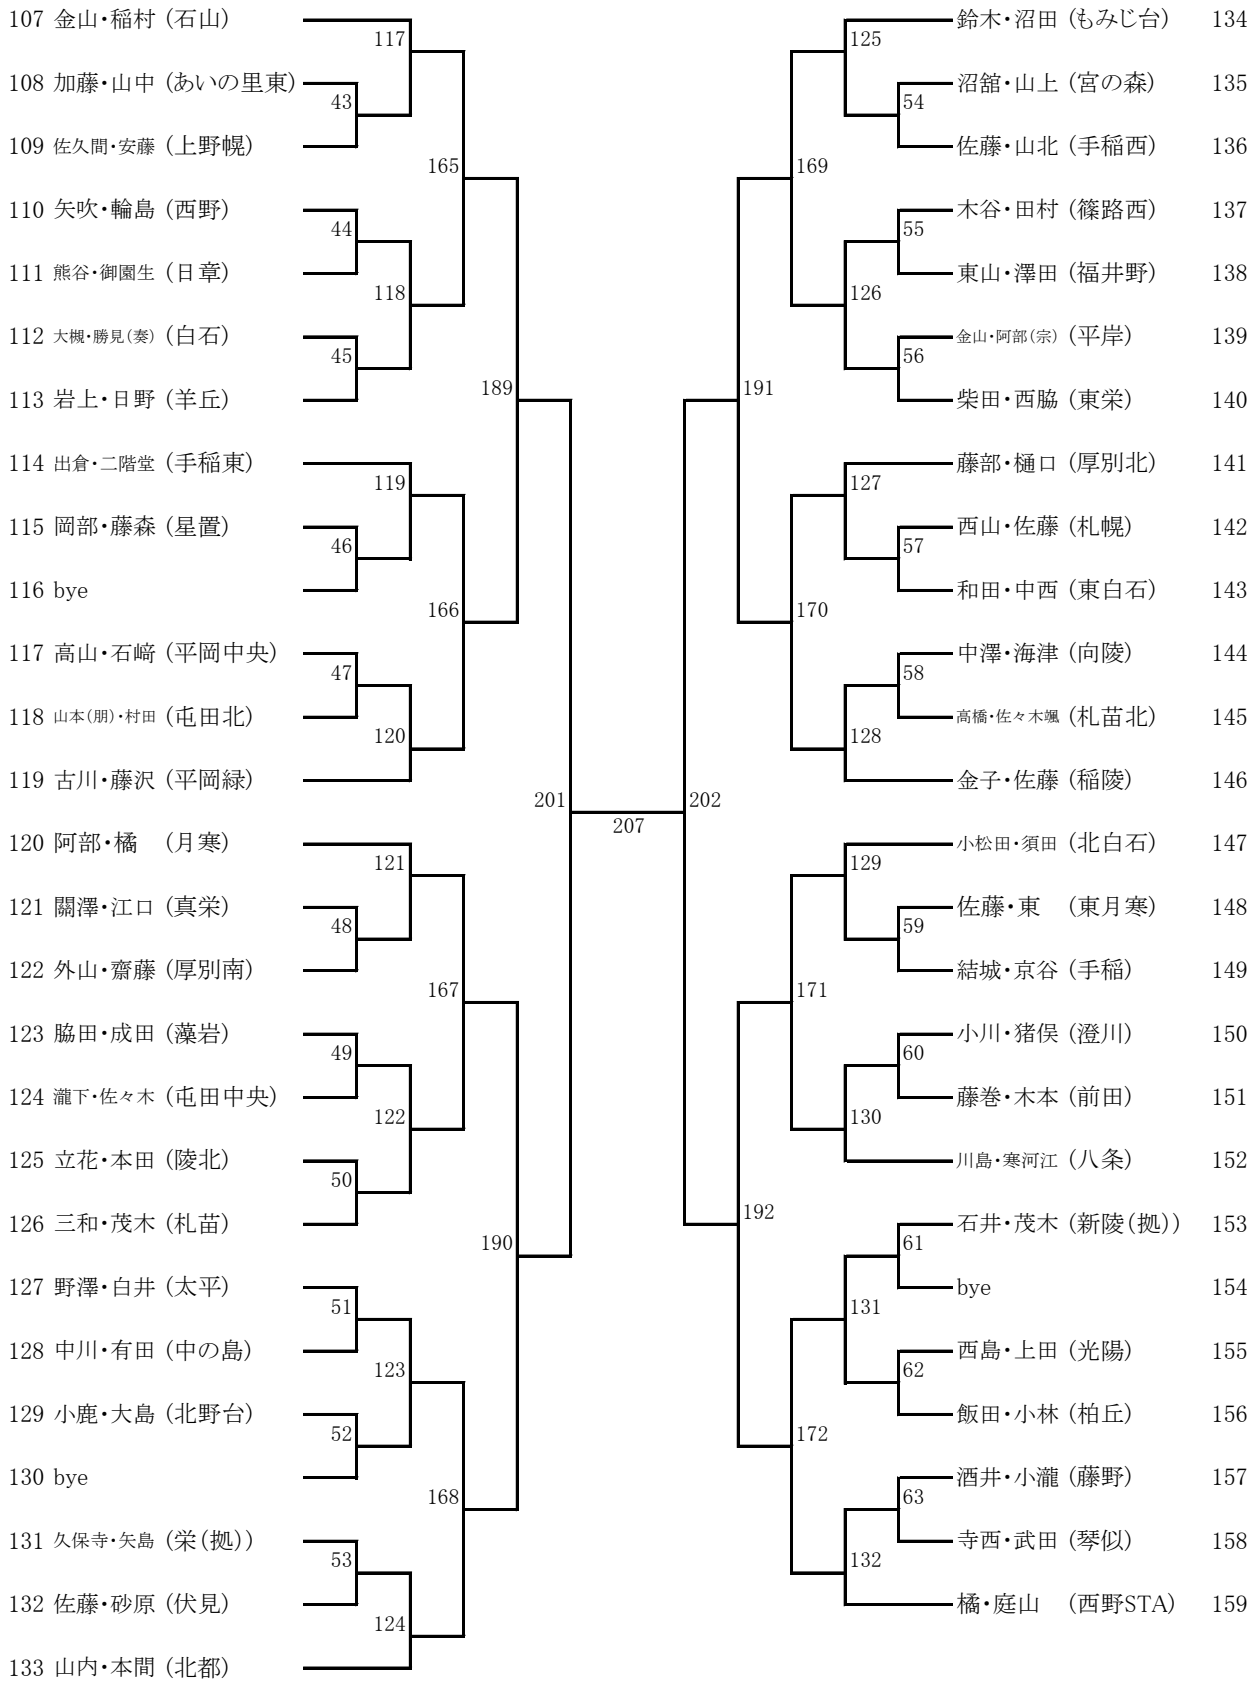 107 金山・稲村 (石山)
117
108 加藤・山中 (あいの里東)
43
109 佐久間・安藤 (上野幌)
165
110 矢吹・輪島 (西野)
44
111 熊谷・御園生 (日章)
118
112 大槻・勝見(奏) (白石)
45
113 岩上・日野 (羊丘)
189
114 出倉・二階堂 (手稲東)
119
115 岡部・藤森 (星置)
46
116 bye
166
117 高山・石﨑 (平岡中央)
47
118 山本(朋)・村田 (屯田北)
120
119 古川・藤沢 (平岡緑)
201
207
120 阿部・橘 (月寒)
121
121 關澤・江口 (真栄)
48
122 外山・齋藤 (厚別南)
167
123 脇田・成田 (藻岩)
49
124 瀧下・佐々木 (屯田中央)
122
125 立花・本田 (陵北)
50
126 三和・茂木 (札苗)
190
127 野澤・白井 (太平)
51
128 中川・有田 (中の島)
123
129 小鹿・大島 (北野台)
52
130 bye
168
131 久保寺・矢島 (栄(拠))
53
132 佐藤・砂原 (伏見)
124
133 山内・本間 (北都)
鈴木・沼田 (もみじ台) 134
125
沼舘・山上 (宮の森) 135
54
佐藤・山北 (手稲西) 136
169
木谷・田村 (篠路西) 137
55
東山・澤田 (福井野) 138
126
金山・阿部(宗) (平岸) 139
56
柴田・西脇 (東栄) 140
191
藤部・樋口 (厚別北) 141
127
西山・佐藤 (札幌) 142
57
和田・中西 (東白石) 143
170
中澤・海津 (向陵) 144
58
高橋・佐々木颯 (札苗北) 145
128
金子・佐藤 (稲陵) 146
202
小松田・須田 (北白石) 147
129
佐藤・東 (東月寒) 148
59
結城・京谷 (手稲) 149
171
小川・猪俣 (澄川) 150
60
藤巻・木本 (前田) 151
130
川島・寒河江 (八条) 152
192
石井・茂木 (新陵(拠)) 153
61
bye 154
131
西島・上田 (光陽) 155
62
飯田・小林 (柏丘) 156
172
酒井・小瀧 (藤野) 157
63
寺西・武田 (琴似) 158
132
橘・庭山 (西野STA) 159